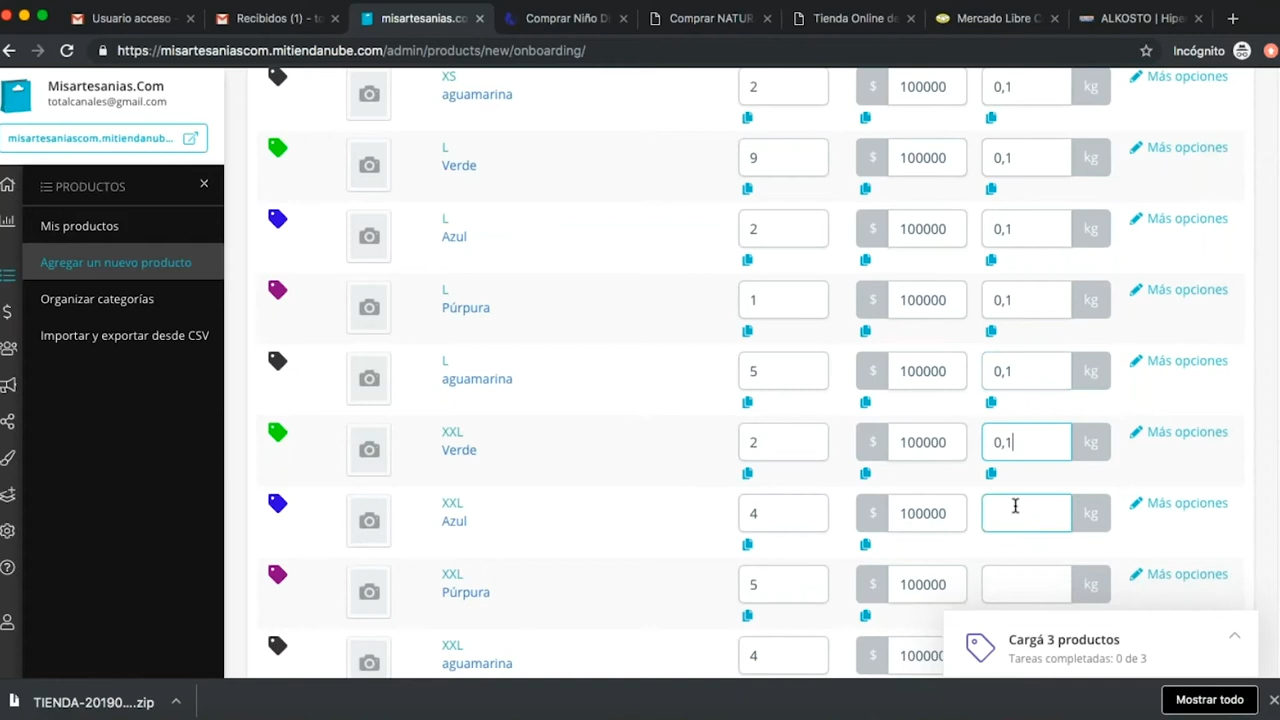 Usuario acceso
Recibidos (1) - to
misartesanias.co
Comprar Niño D
Comprar NATUR
Tienda Online de
Mercado Libre C
ALKOSTO | Hipe
https://misartesaniascom.mitiendanube.com/admin/products/new/onboarding/
Incógnito
Misartesanias.Com
totalcanales@gmail.com
misartesaniascom.mitiendanub...
PRODUCTOS
Mis productos
Agregar un nuevo producto
Organizar categorías
Importar y exportar desde CSV
XS
aguamarina
2
$ 100000
0,1 kg
Más opciones
L
Verde
9
$ 100000
0,1 kg
Más opciones
L
Azul
2
$ 100000
0,1 kg
Más opciones
L
Púrpura
1
$ 100000
0,1 kg
Más opciones
L
aguamarina
5
$ 100000
0,1 kg
Más opciones
XXL
Verde
2
$ 100000
0,1 kg
Más opciones
XXL
Azul
4
$ 100000
kg
Más opciones
XXL
Púrpura
5
$ 100000
kg
Más opciones
XXL
aguamarina
4
$ 10000
Cargá 3 productos
Tareas completadas: 0 de 3
TIENDA-20190....zip
Mostrar todo